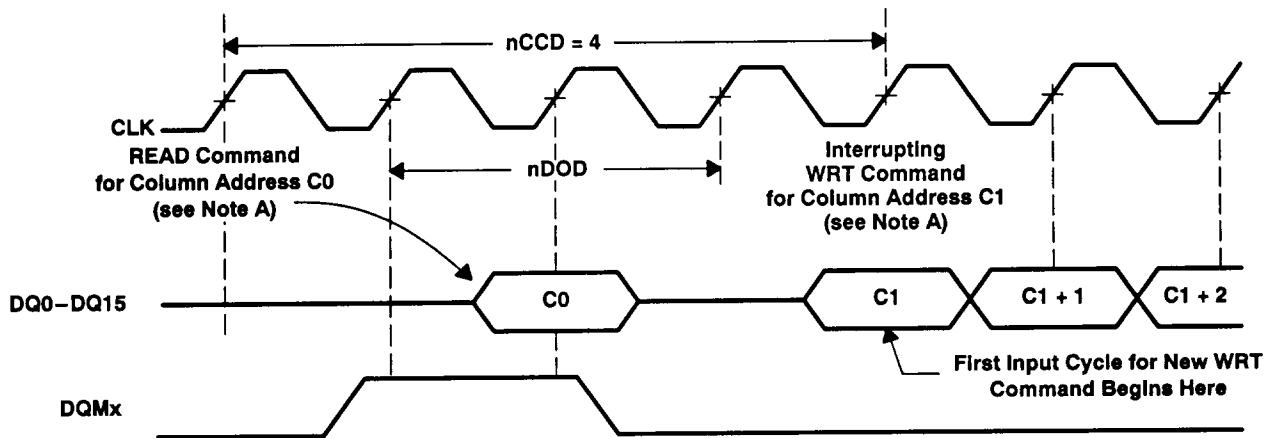 nCCD = 4
CLK
READ Command
for Column Address C0
(see Note A)
nDOD
Interrupting
WRT Command
for Column Address C1
(see Note A)
DQ0–DQ15
C0
C1
C1 + 1
C1 + 2
First Input Cycle for New WRT
Command Begins Here
DQMx